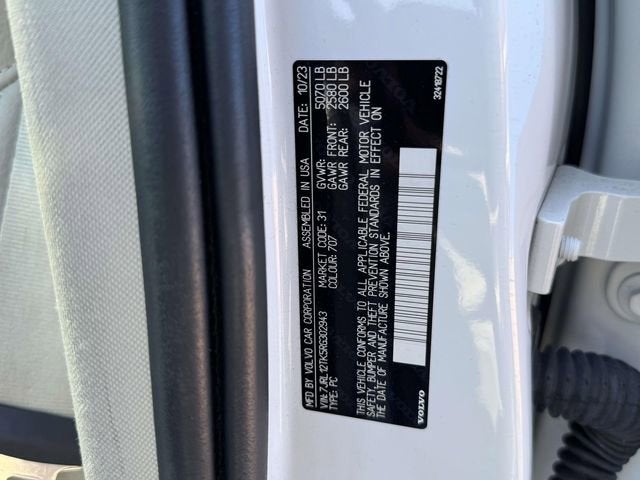 MFD BY VOLVO CAR CORPORATION ASSEMBLED IN USA DATE: 10/23
VIN: 7JRL12TK5RG302943 MARKET CODE: 31 GVWR: 5070 LB
TYPE: PC COLOUR: 707 GAWR FRONT: 2580 LB
GAWR REAR: 2600 LB
THIS VEHICLE CONFORMS TO ALL APPLICABLE FEDERAL MOTOR VEHICLE
SAFETY, BUMPER AND THEFT PREVENTION STANDARDS IN EFFECT ON
DATE OF MANUFACTURE SHOWN ABOVE.
VOLVO 32418722